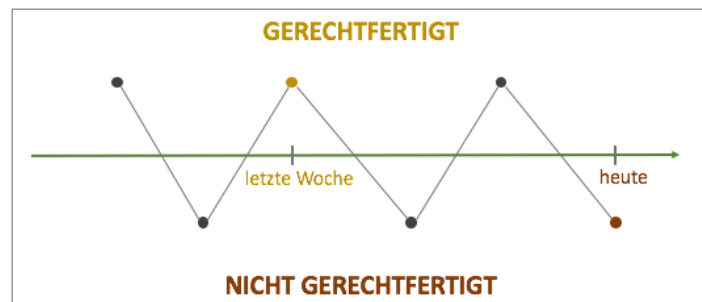 GERECHTFERTIGT
letzte Woche
heute
NICHT GERECHTFERTIGT